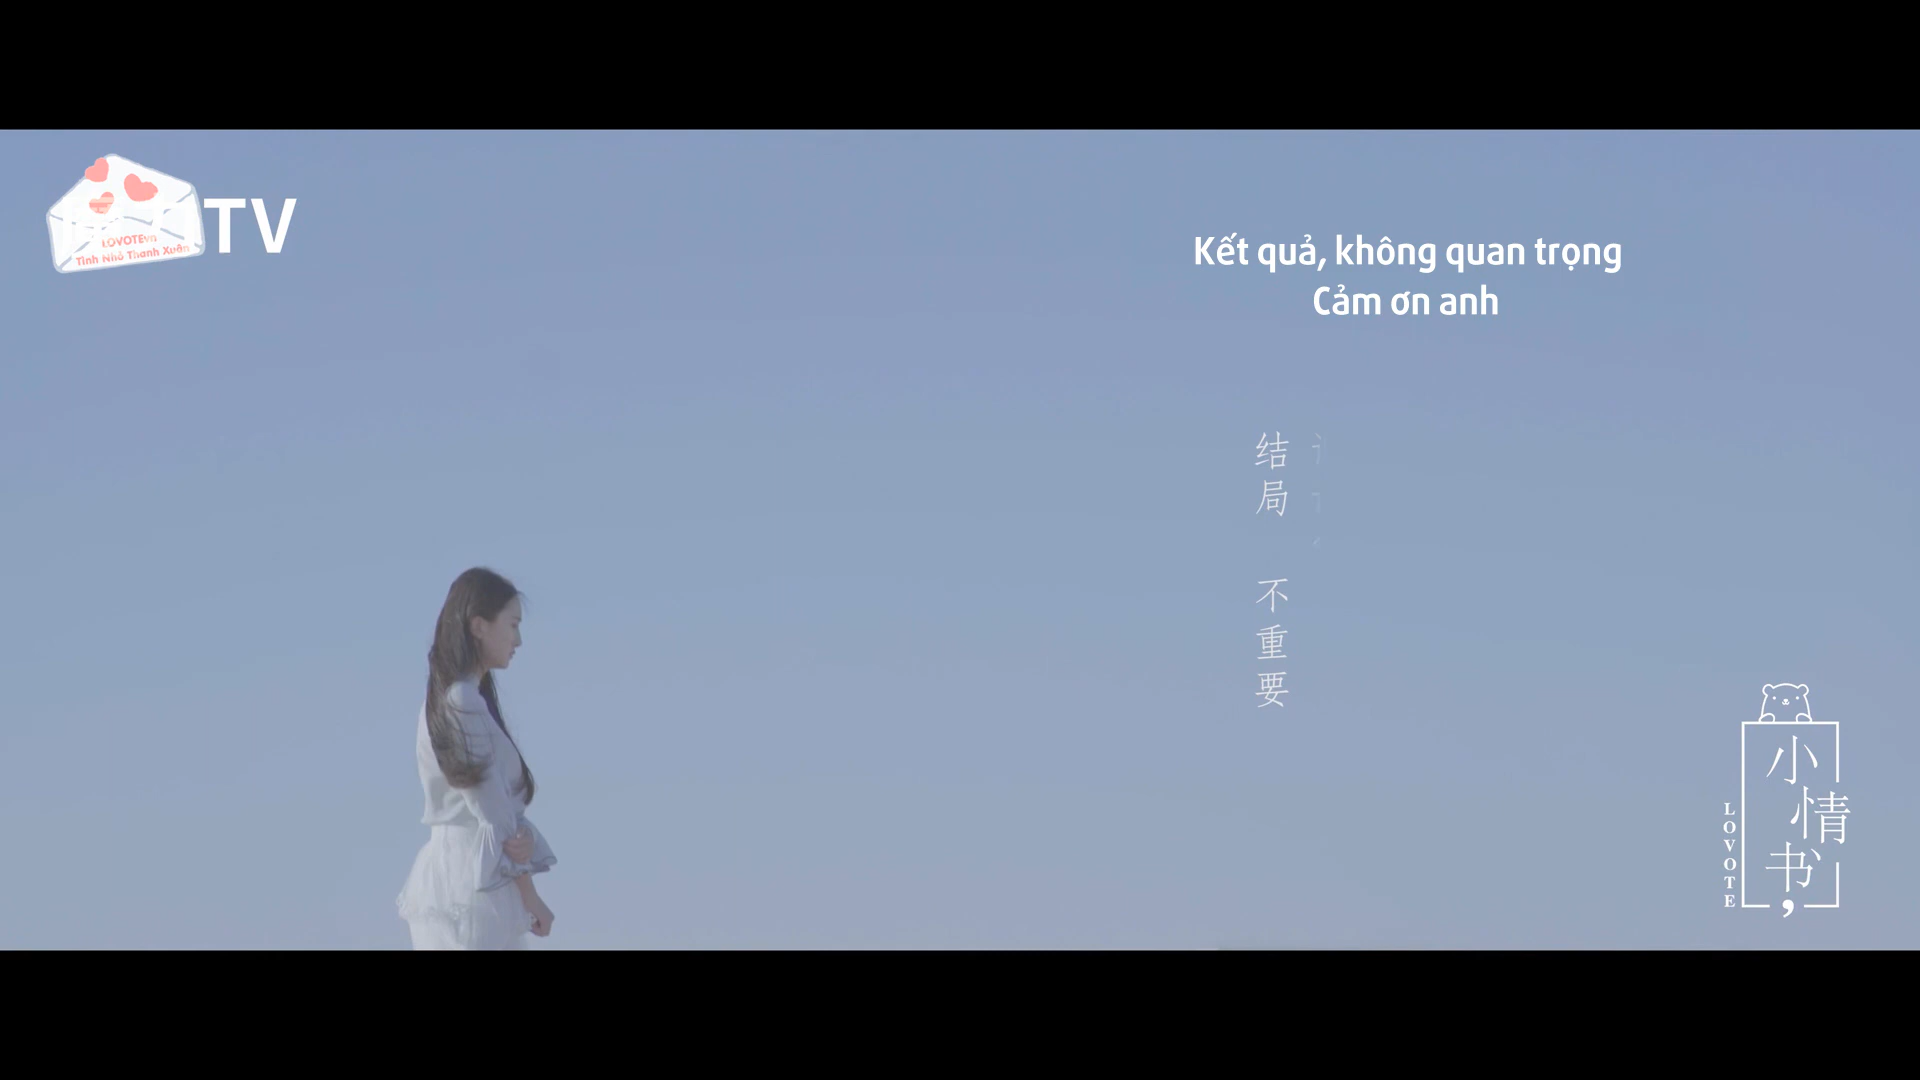 TV
LOVOTEvn
Tình Nhỏ Thanh Xuân
Kết quả, không quan trọng
Cảm ơn anh
结局 不重要
小情书,
LOVOTE